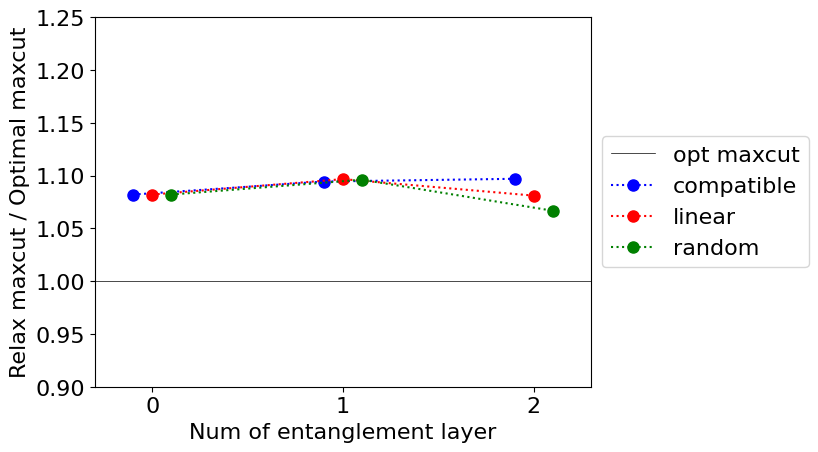 Relax maxcut / Optimal maxcut
1.25
1.20
1.15
1.10
1.05
1.00
0.95
0.90
0
1
2
Num of entanglement layer
opt maxcut
compatible
linear
random